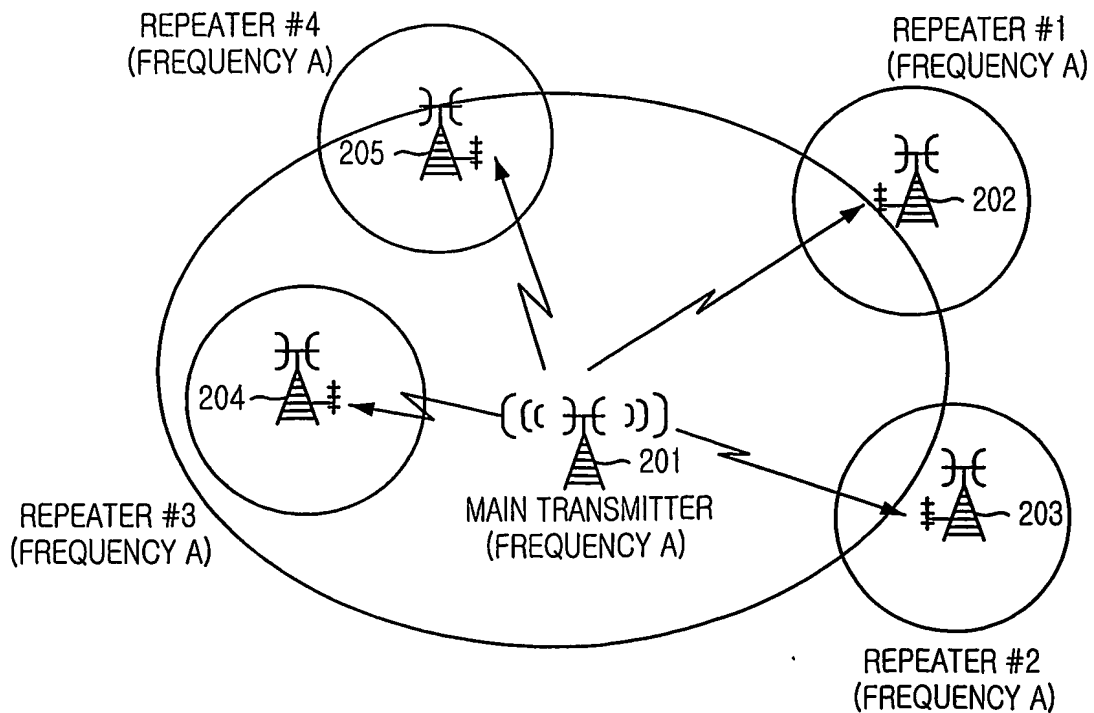 REPEATER #4
(FREQUENCY A)
REPEATER #1
(FREQUENCY A)
205
202
204
201
MAIN TRANSMITTER
(FREQUENCY A)
REPEATER #3
(FREQUENCY A)
203
REPEATER #2
(FREQUENCY A)